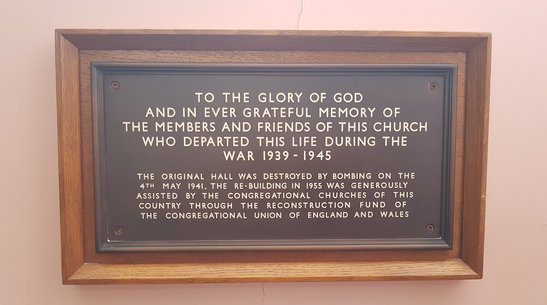 TO THE GLORY OF GOD
AND IN EVER GRATEFUL MEMORY OF
THE MEMBERS AND FRIENDS OF THIS CHURCH
WHO DEPARTED THIS LIFE DURING THE
WAR 1939-1945
THE ORIGINAL HALL WAS DESTROYED BY BOMBING ON THE
4TH MAY 1941. THE RE-BUILDING IN 1955 WAS GENEROUSLY
ASSISTED BY THE CONGREGATIONAL CHURCHES OF THIS
COUNTRY THROUGH THE RECONSTRUCTION FUND OF
THE CONGREGATIONAL UNION OF ENGLAND AND WALES